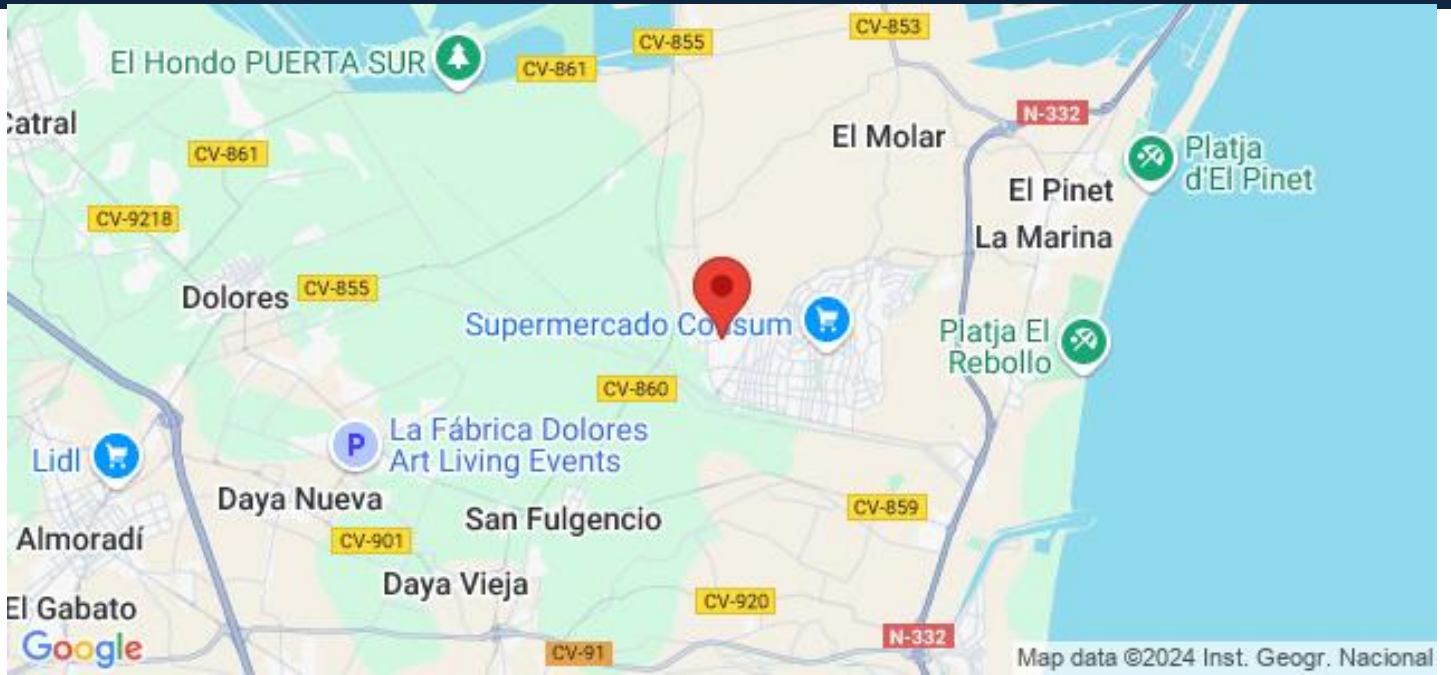 El Hondo PUERTA SUR
CV-855
CV-853
CV-861
N-332
Catral
El Molar
CV-861
Platja
d'El Pinet
El Pinet
CV-9218
La Marina
Dolores
CV-855
Supermercado Consum
Platja El
Rebollo
CV-860
P
La Fábrica Dolores
Art Living Events
Lidl
Daya Nueva
CV-859
San Fulgencio
Almoradí
CV-901
Daya Vieja
CV-920
El Gabato
N-332
Google
CV-91
Map data ©2024 Inst. Geogr. Nacional